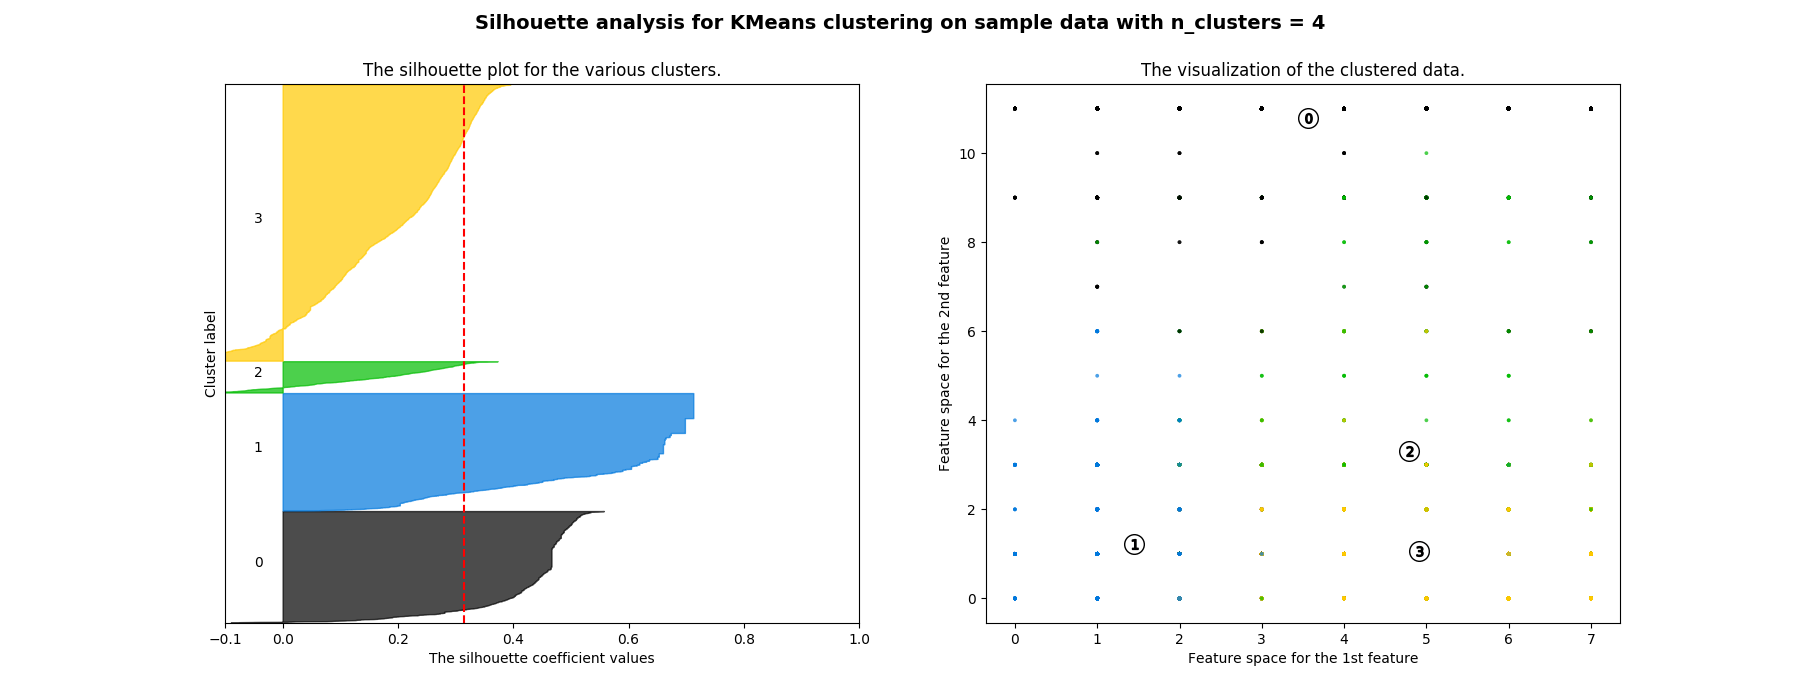 Silhouette analysis for KMeans clustering on sample data with n_clusters = 4
The silhouette plot for the various clusters.
Cluster label
3
2
1
0
−0.1 0.0 0.2 0.4 0.6 0.8 1.0
The silhouette coefficient values
The visualization of the clustered data.
Feature space for the 2nd feature
10
8
6
4
2
0
0
2
1
3
0 1 2 3 4 5 6 7
Feature space for the 1st feature